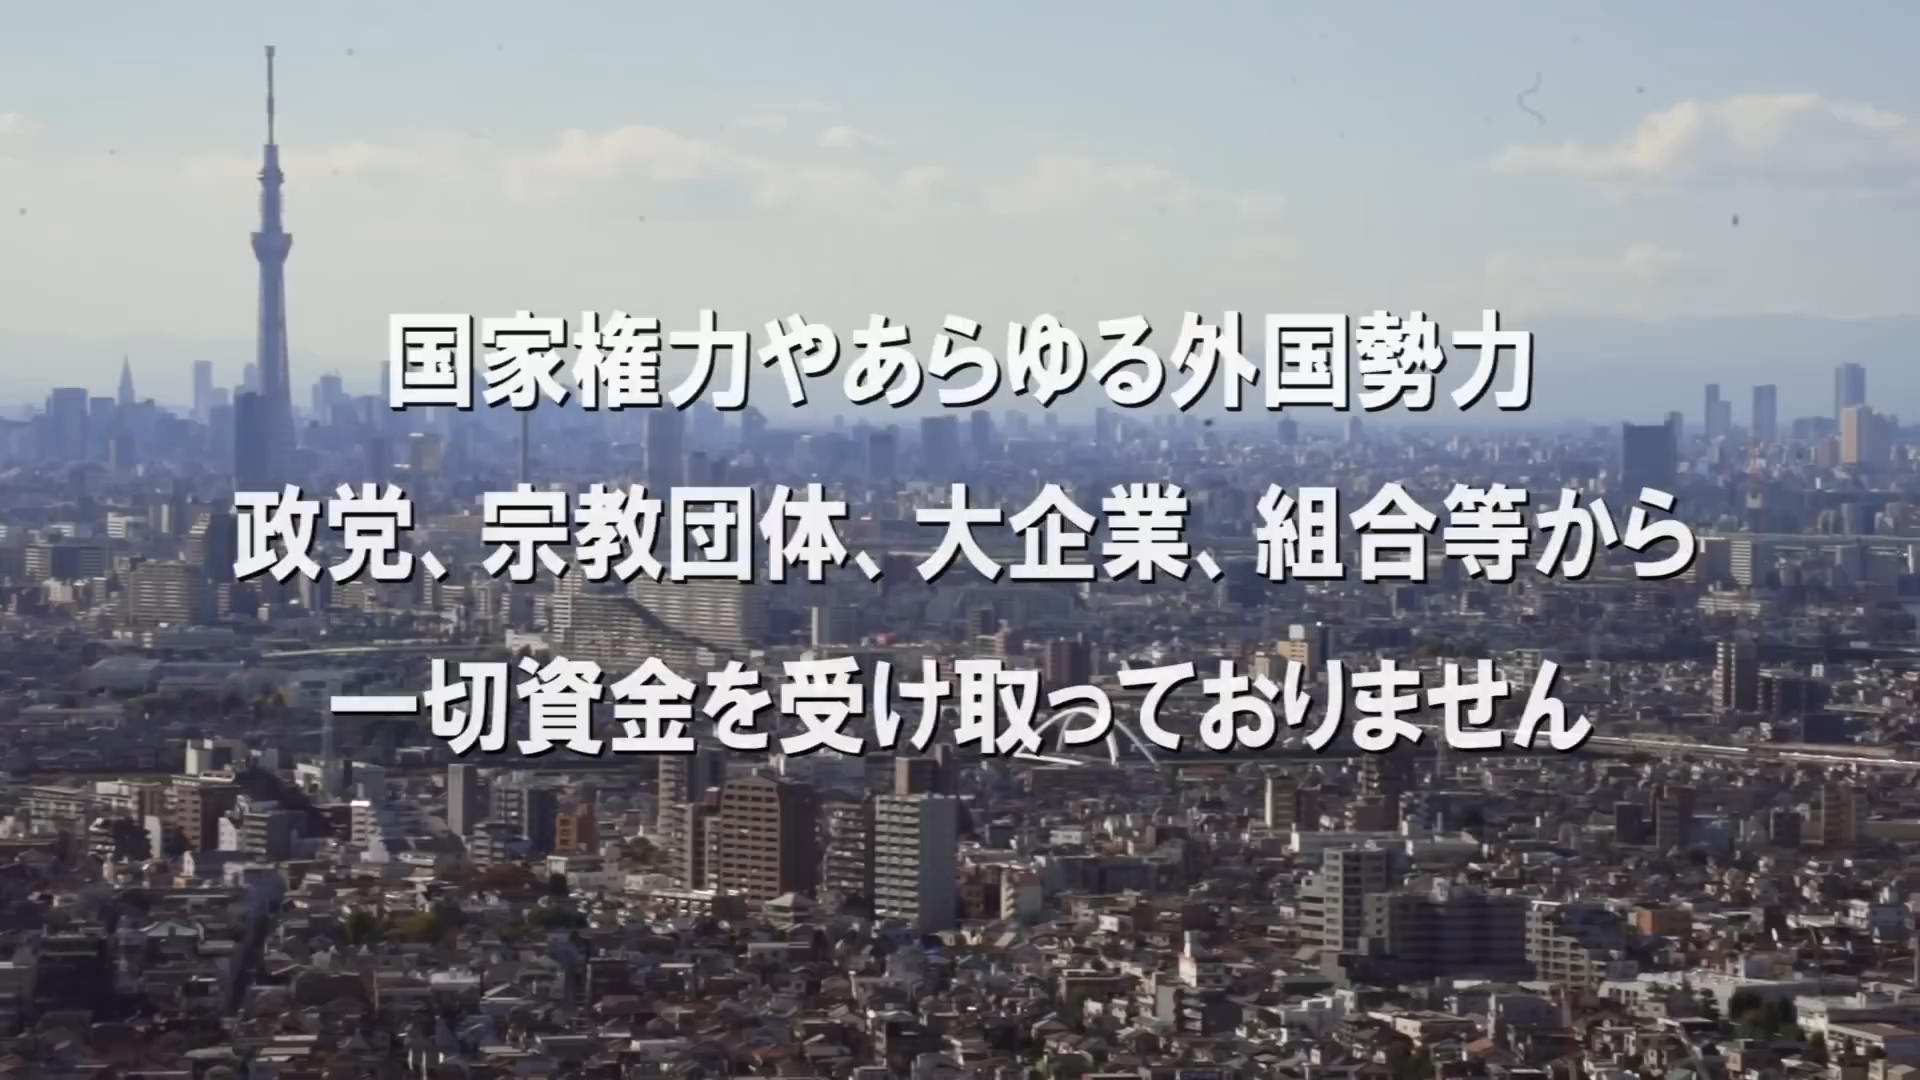 国家権力やあらゆる外国勢力
政党、宗教団体、大企業、組合等から
一切資金を受け取っておりません